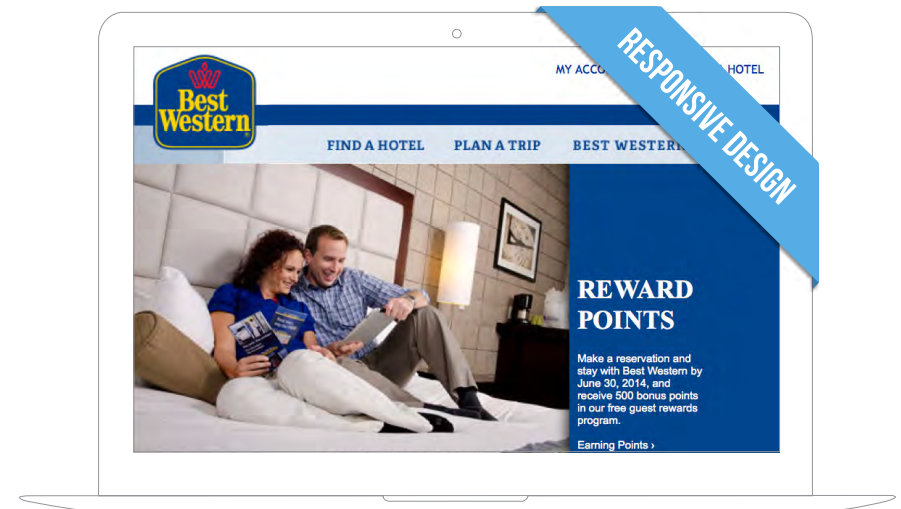 RESPONSIVE DESIGN
MY ACCO HOTEL
Best
Western
FIND A HOTEL PLAN A TRIP BEST WESTERN
REWARD
POINTS
Make a reservation and
stay with Best Western by
June 30, 2014, and
receive 500 bonus points
in our free guest rewards
program.
Earning Points ›